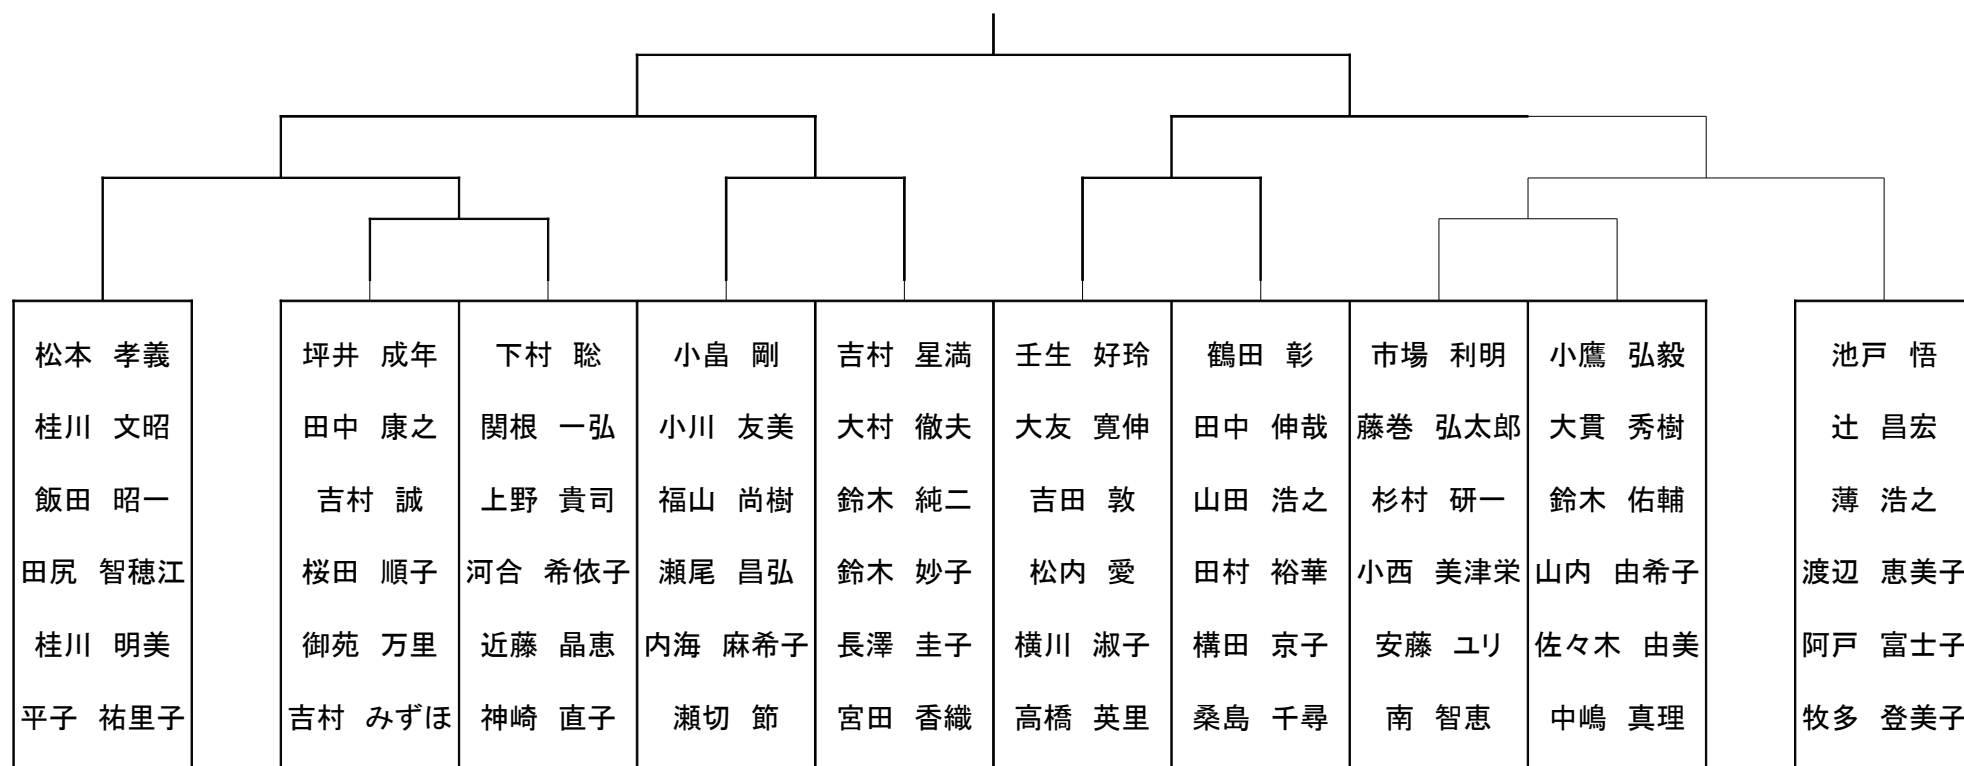 松本 孝義 坪井 成年 下村 聡 小畠 剛 吉村 星満 壬生 好玲 鶴田 彰 市場 利明 小鷹 弘毅 池戸 悟
桂川 文昭 田中 康之 関根 一弘 小川 友美 大村 徹夫 大友 寛伸 田中 伸哉 藤巻 弘太郎 大貫 秀樹 辻 昌宏
飯田 昭一 吉村 誠 上野 貴司 福山 尚樹 鈴木 純二 吉田 敦 山田 浩之 杉村 研一 鈴木 佑輔 薄 浩之
田尻 智穂江 桜田 順子 河合 希依子 瀬尾 昌弘 鈴木 妙子 松内 愛 田村 裕華 小西 美津栄 山内 由希子 渡辺 恵美子
桂川 明美 御苑 万里 近藤 晶恵 内海 麻希子 長澤 圭子 横川 淑子 構田 京子 安藤 ユリ 佐々木 由美 阿戸 富士子
平子 祐里子 吉村 みずほ 神崎 直子 瀬切 節 宮田 香織 高橋 英里 桑島 千尋 南 智恵 中嶋 真理 牧多 登美子